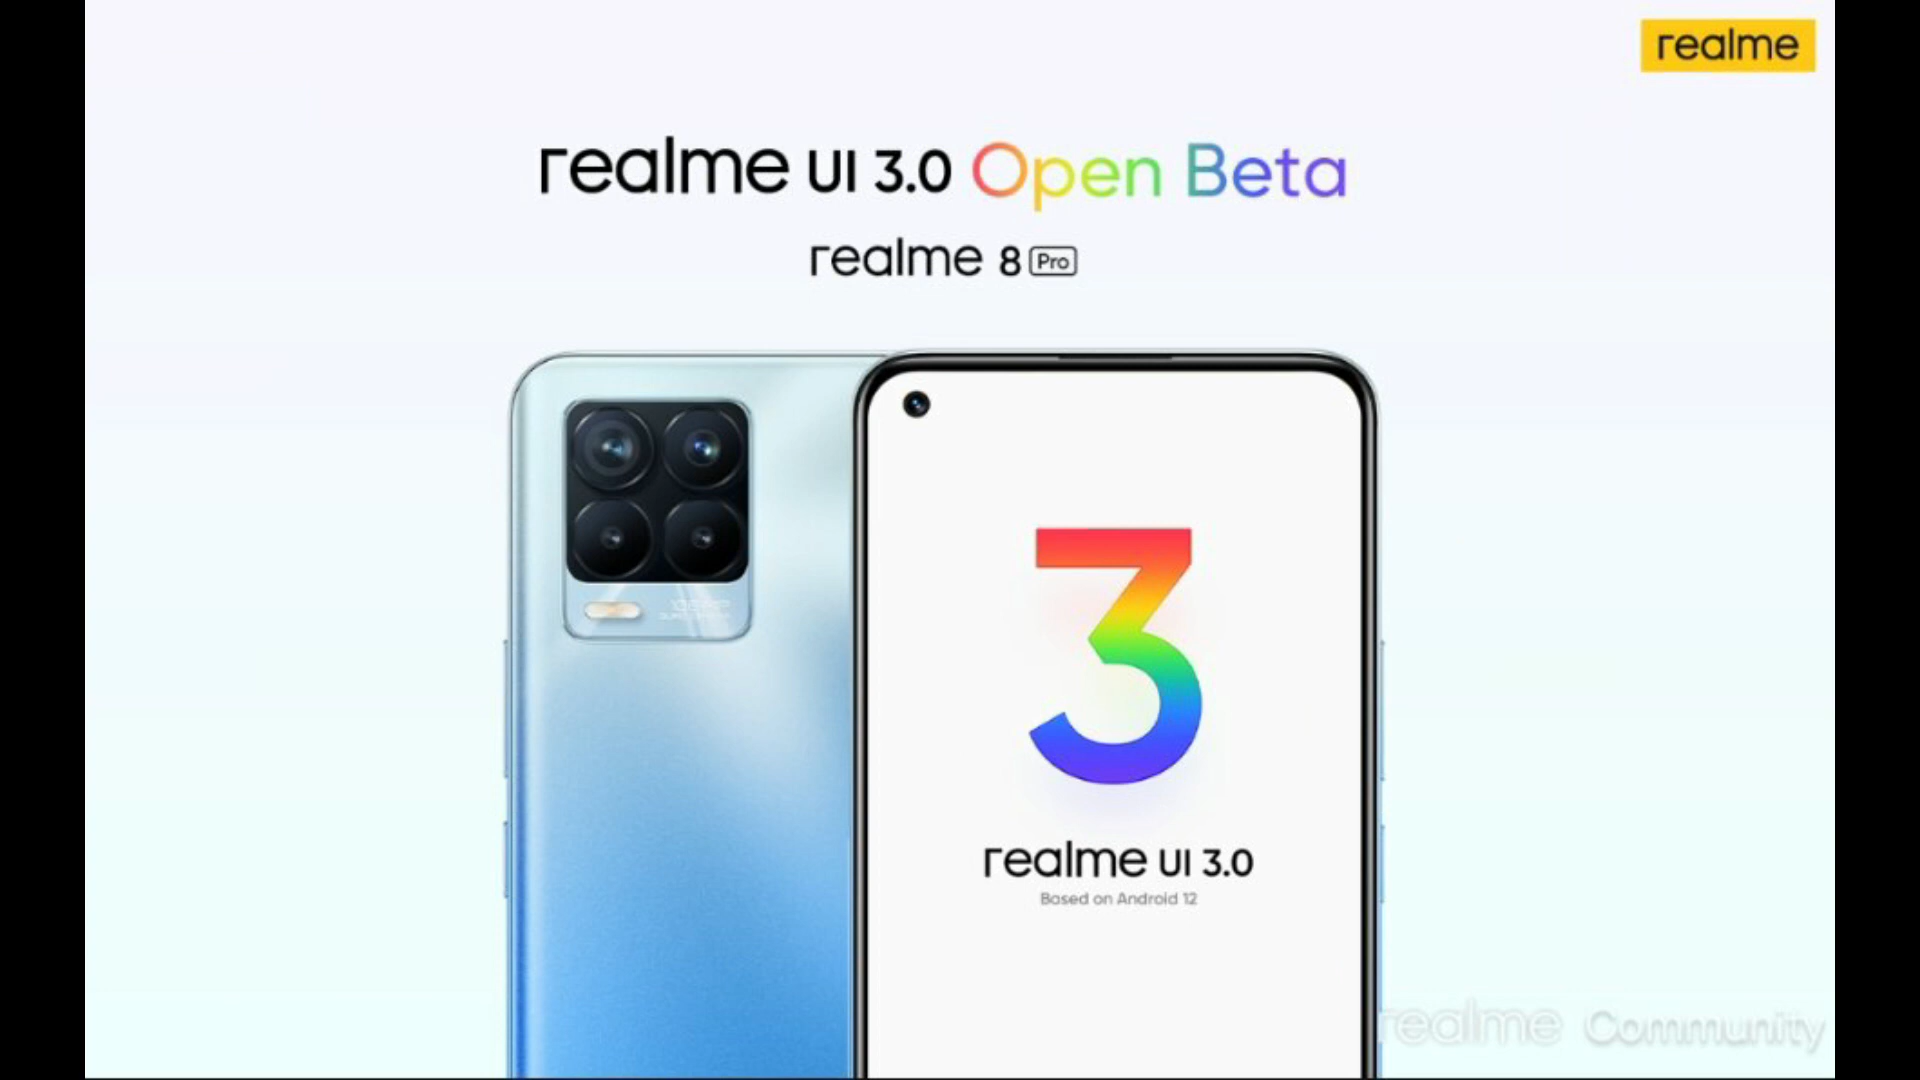 realme
realme UI 3.0 Open Beta
realme 8 Pro
realme UI 3.0
Based on Android 12
realme Community